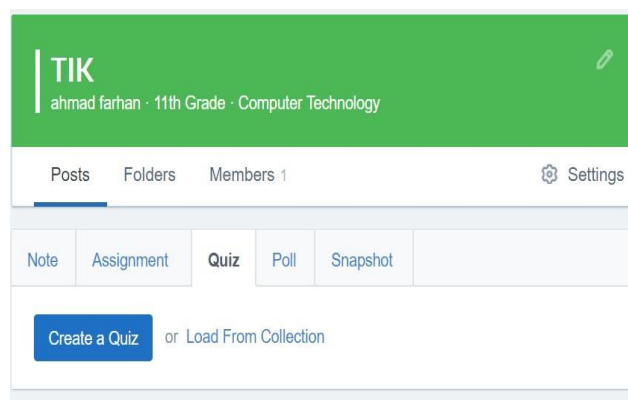 TIK
ahmad farhan · 11th Grade · Computer Technology
Posts Folders Members 1 Settings
Note Assignment Quiz Poll Snapshot
Create a Quiz or Load From Collection